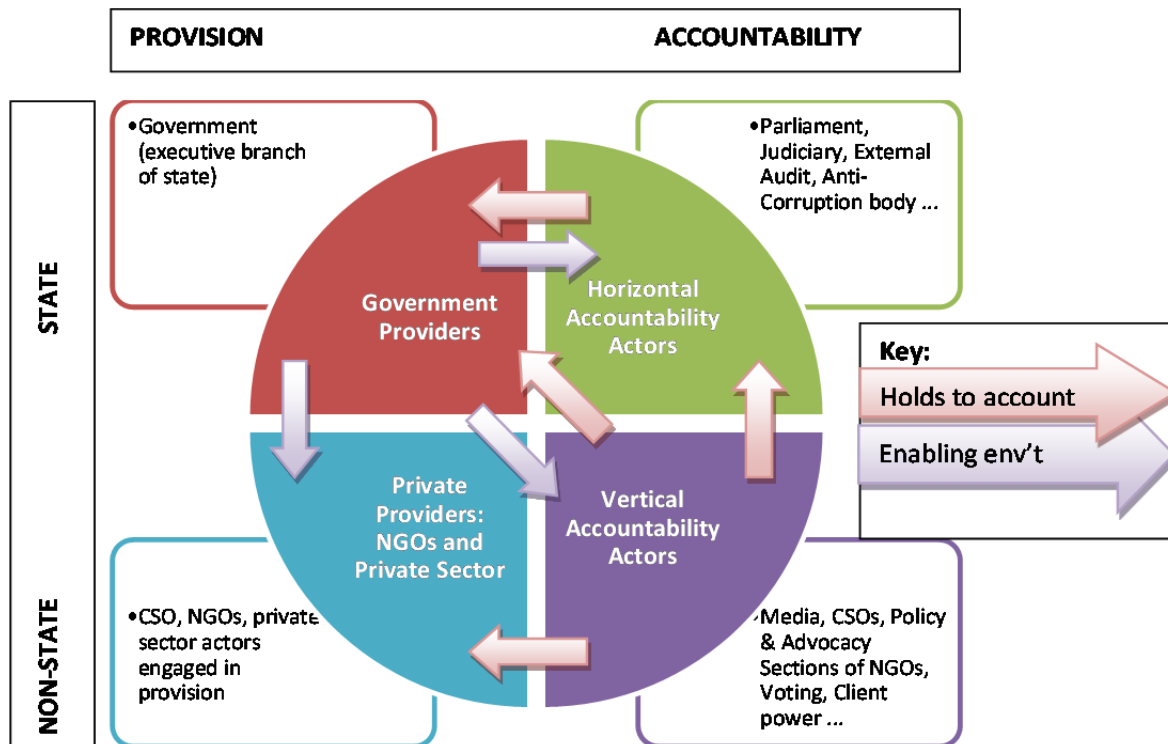 PROVISION
ACCOUNTABILITY
STATE
NON-STATE
•Government
(executive branch
of state)
•Parliament,
Judiciary, External
Audit, Anti-
Corruption body ...
Government
Providers
Horizontal
Accountability
Actors
Key:
Holds to account
Enabling env't
Private
Providers:
NGOs and
Private Sector
Vertical
Accountability
Actors
•CSO, NGOs, private
sector actors
engaged in
provision
•Media, CSOs, Policy
& Advocacy
Sections of NGOs,
Voting, Client
power ...